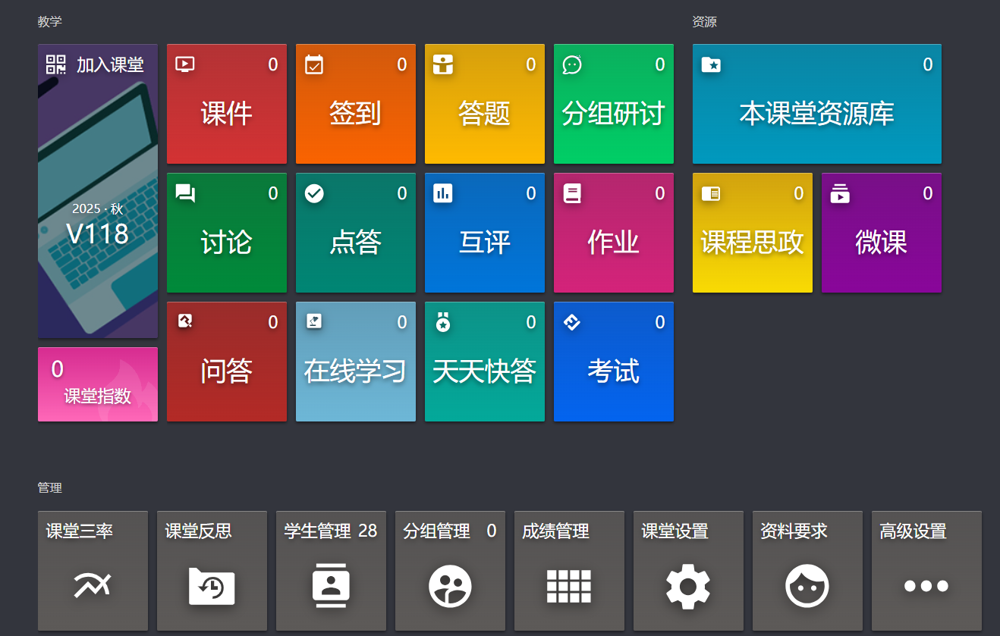 教学
加入课堂
2025 · 秋
V118
0
课堂指数
0
课件
0
签到
0
答题
0
分组研讨
0
讨论
0
点答
0
互评
0
作业
0
问答
0
在线学习
0
天天快答
0
考试
资源
0
本课堂资源库
0
课程思政
0
微课
管理
课堂三率
课堂反思
学生管理 28
分组管理 0
成绩管理
课堂设置
资料要求
高级设置